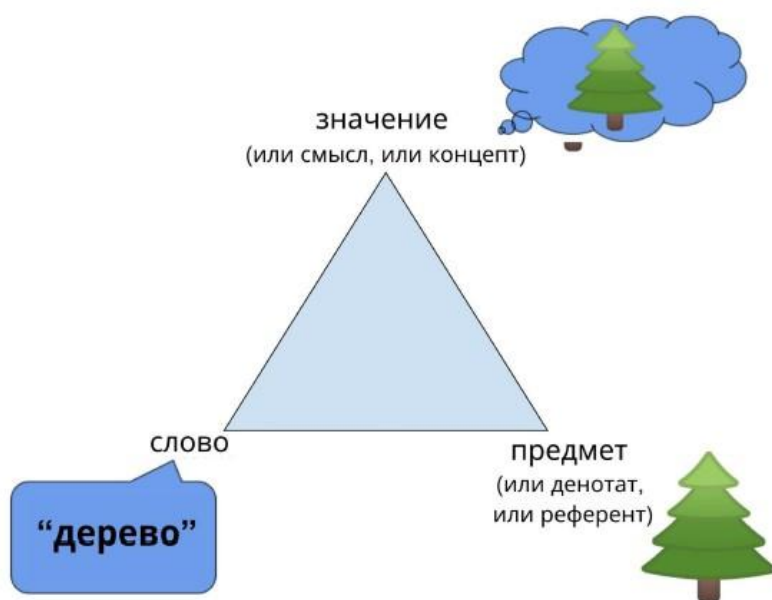 значение
(или смысл, или концепт)
слово
“дерево”
предмет
(или денотат,
или референт)